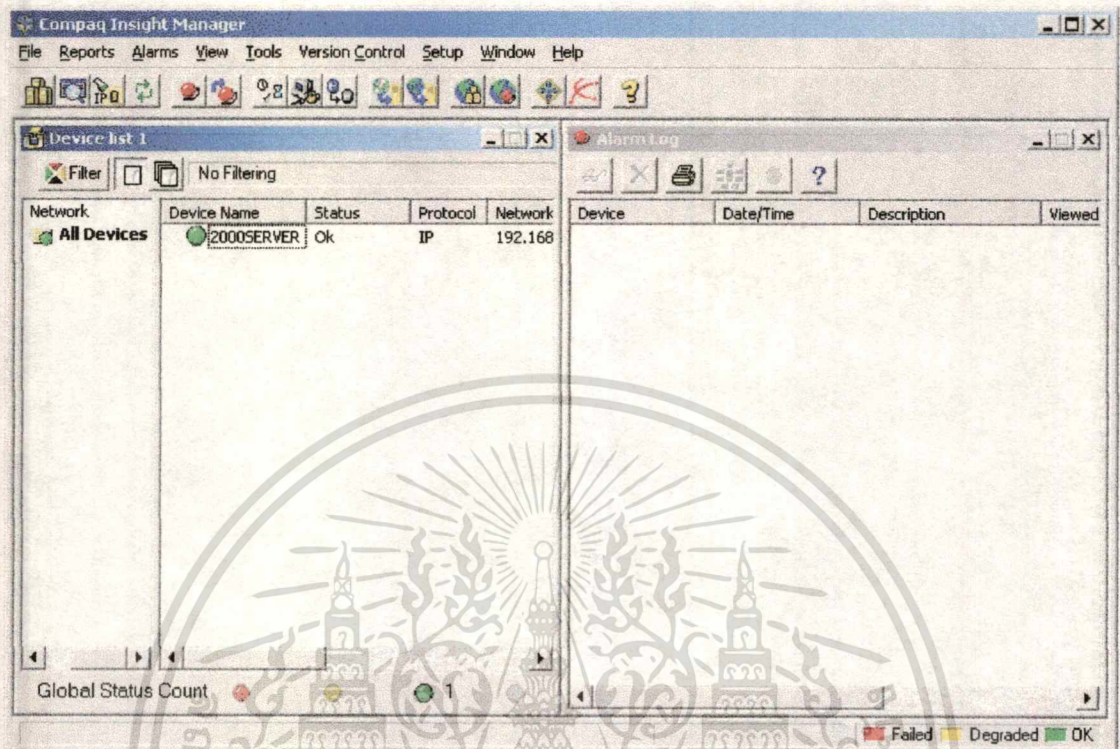 Compaq Insight Manager
File Reports Alarms View Tools Version Control Setup Window Help
Device list 1
Filter No Filtering
Network Device Name Status Protocol Network
All Devices 2000SERVER Ok IP 192.168
Global Status Count 1
Alarm Log
Device Date/Time Description Viewed
Failed Degraded OK